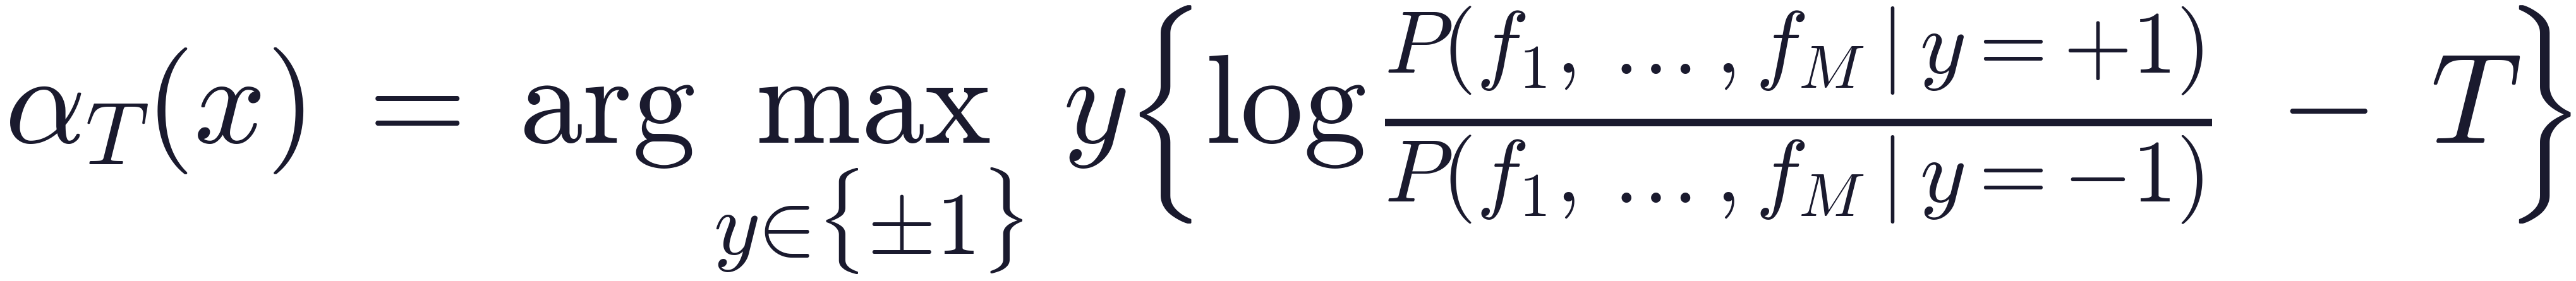 α_T(x) = arg max_{y∈{±1}} y{log P(f_1, ..., f_M | y = +1) / P(f_1, ..., f_M | y = −1) − T}